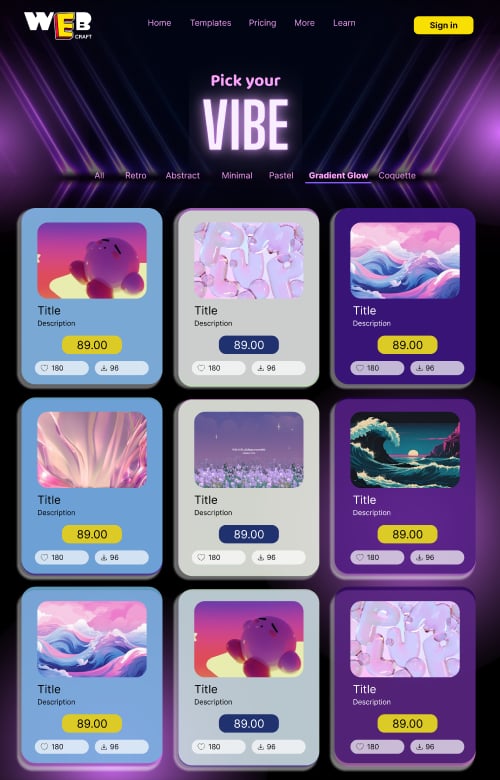 WEB
CRAFT
Home Templates Pricing More Learn
Sign in
Pick your
VIBE
All Retro Abstract Minimal Pastel Gradient Glow Coquette
PUMP
Title Title Title
Description Description Description
89.00 89.00 89.00
180 96 180 96 180 96
Title Title Title
Description Description Description
89.00 89.00 89.00
180 96 180 96 180 96
PUMP
Title Title Title
Description Description Description
89.00 89.00 89.00
180 96 180 96 180 96